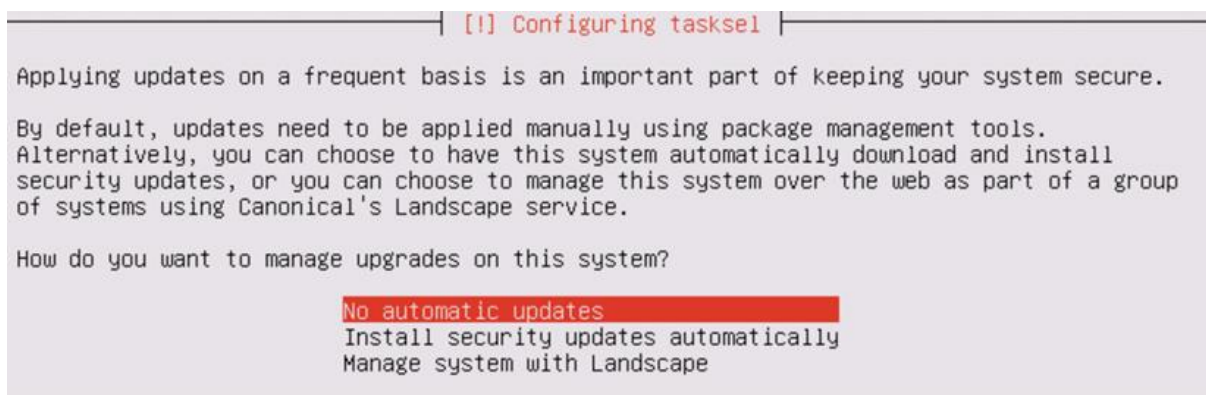 [!] Configuring tasksel
Applying updates on a frequent basis is an important part of keeping your system secure.
By default, updates need to be applied manually using package management tools.
Alternatively, you can choose to have this system automatically download and install
security updates, or you can choose to manage this system over the web as part of a group
of systems using Canonical's Landscape service.
How do you want to manage upgrades on this system?
No automatic updates
Install security updates automatically
Manage system with Landscape